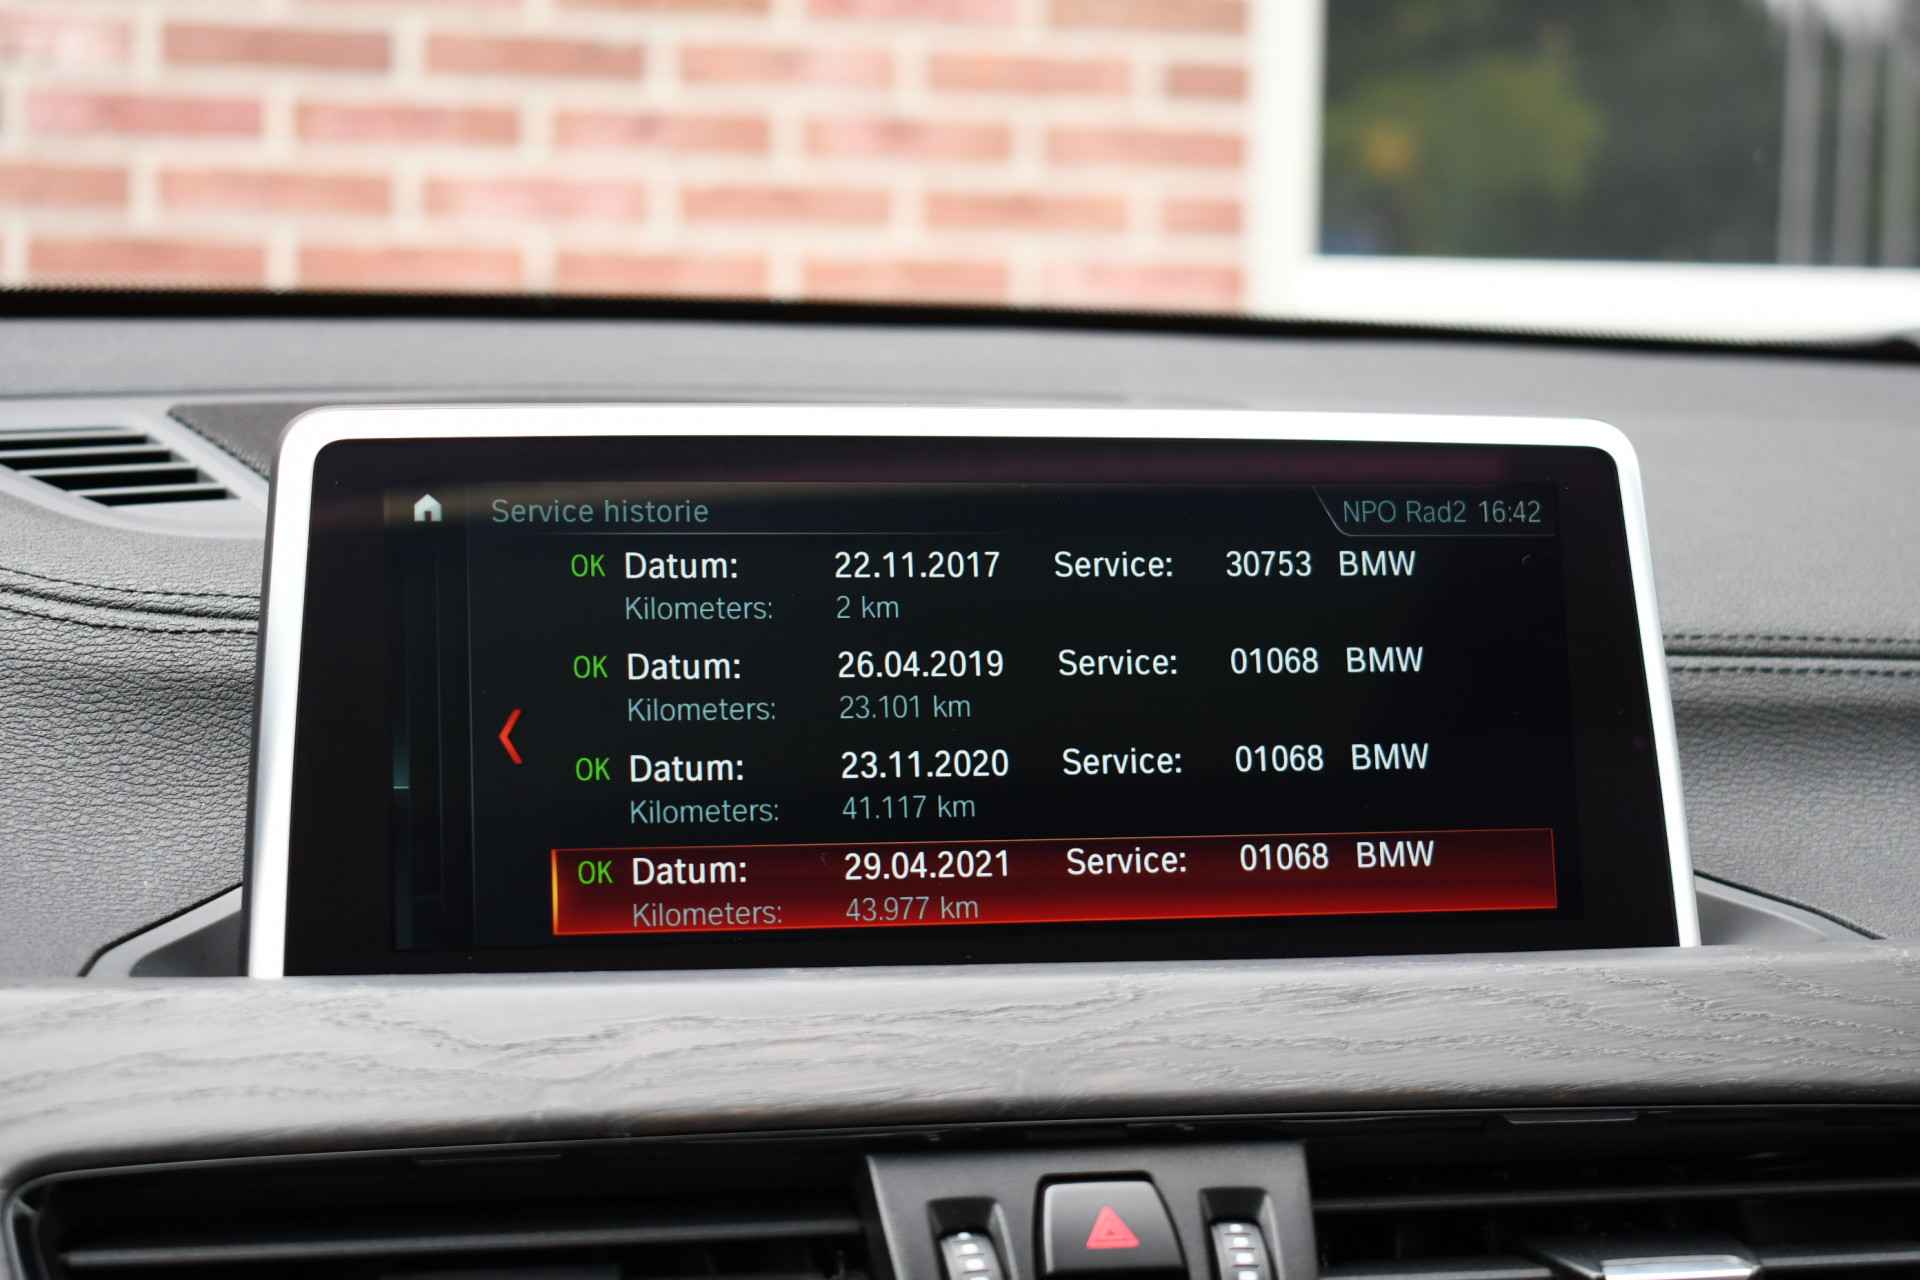 Service historie NPO Rad2 16:42
OK Datum: 22.11.2017 Service: 30753 BMW
Kilometers: 2 km
OK Datum: 26.04.2019 Service: 01068 BMW
Kilometers: 23.101 km
OK Datum: 23.11.2020 Service: 01068 BMW
Kilometers: 41.117 km
OK Datum: 29.04.2021 Service: 01068 BMW
Kilometers: 43.977 km